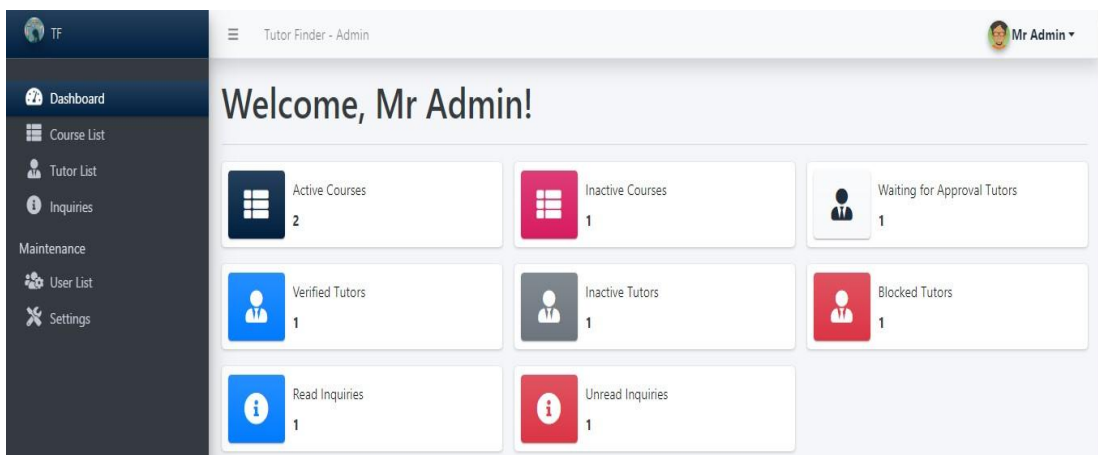 TF
Tutor Finder - Admin
Mr Admin
Dashboard
Course List
Tutor List
Inquiries
Maintenance
User List
Settings
Welcome, Mr Admin!
Active Courses
2
Inactive Courses
1
Waiting for Approval Tutors
1
Verified Tutors
1
Inactive Tutors
1
Blocked Tutors
1
Read Inquiries
1
Unread Inquiries
1